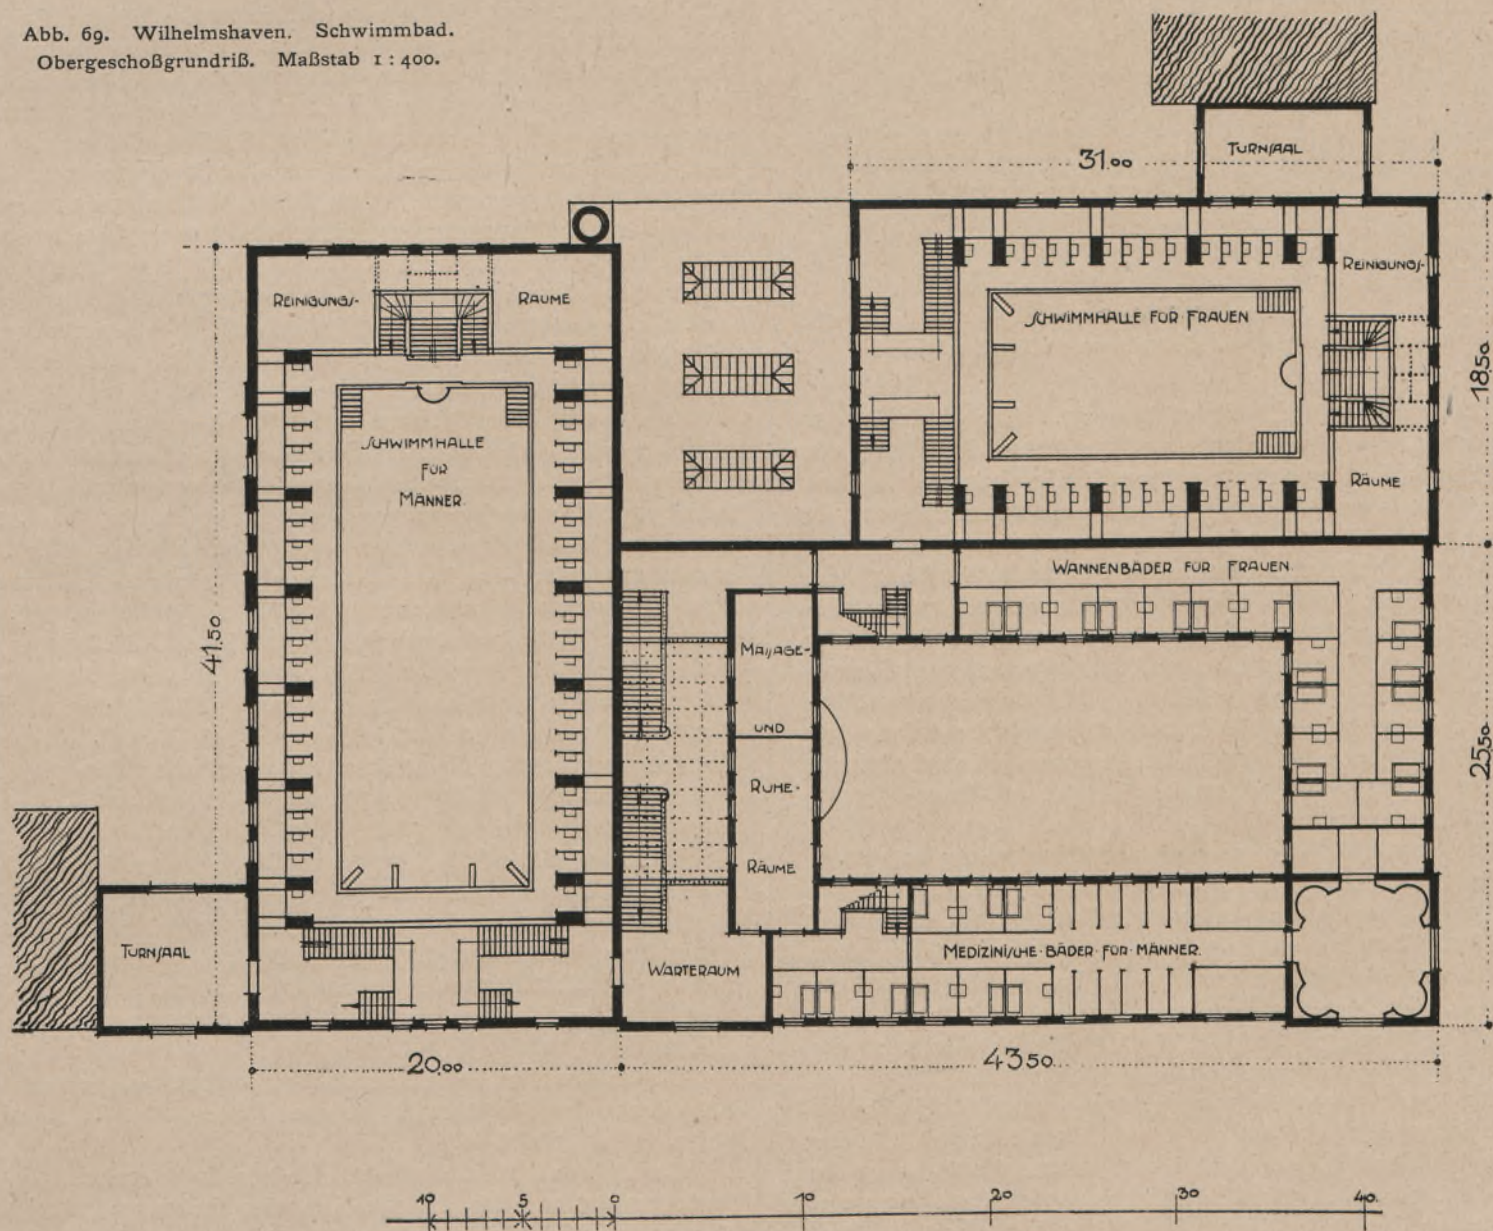 Abb. 69. Wilhelmshaven. Schwimmbad.
Obergeschoßgrundriß. Maßstab 1 : 400.
31.00
TURNSAAL
REINIGUNGS-
RÄUME
SCHWIMMHALLE FÜR FRAUEN
REINIGUNGS-
RÄUME
18,50
SCHWIMMHALLE
FÜR
MÄNNER.
41.50
WANNENBÄDER FÜR FRAUEN.
MASSAGE-
UND
RUHE-
RÄUME
25,50
TURNSAAL
WARTERAUM
MEDIZINISCHE BÄDER FÜR MÄNNER.
20,00
43 50
10 5 0 10 20 30 40.